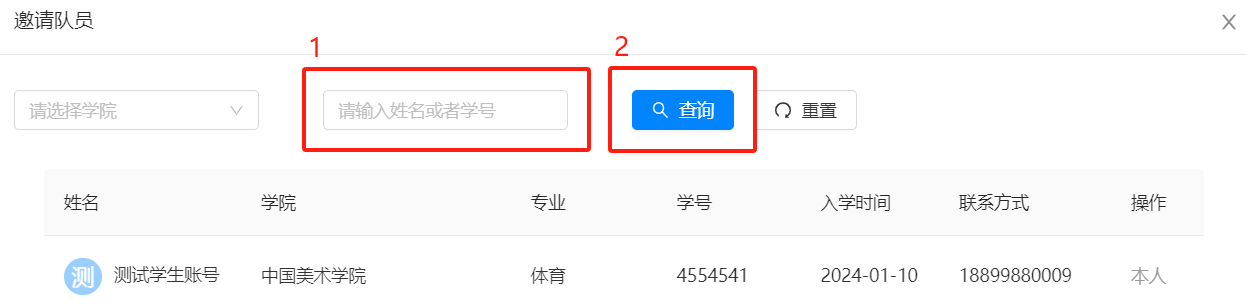 邀请队员
1
2
请选择学院 请输入姓名或者学号 查询 重置
姓名 学院 专业 学号 入学时间 联系方式 操作
测 测试学生账号 中国美术学院 体育 4554541 2024-01-10 18899880009 本人